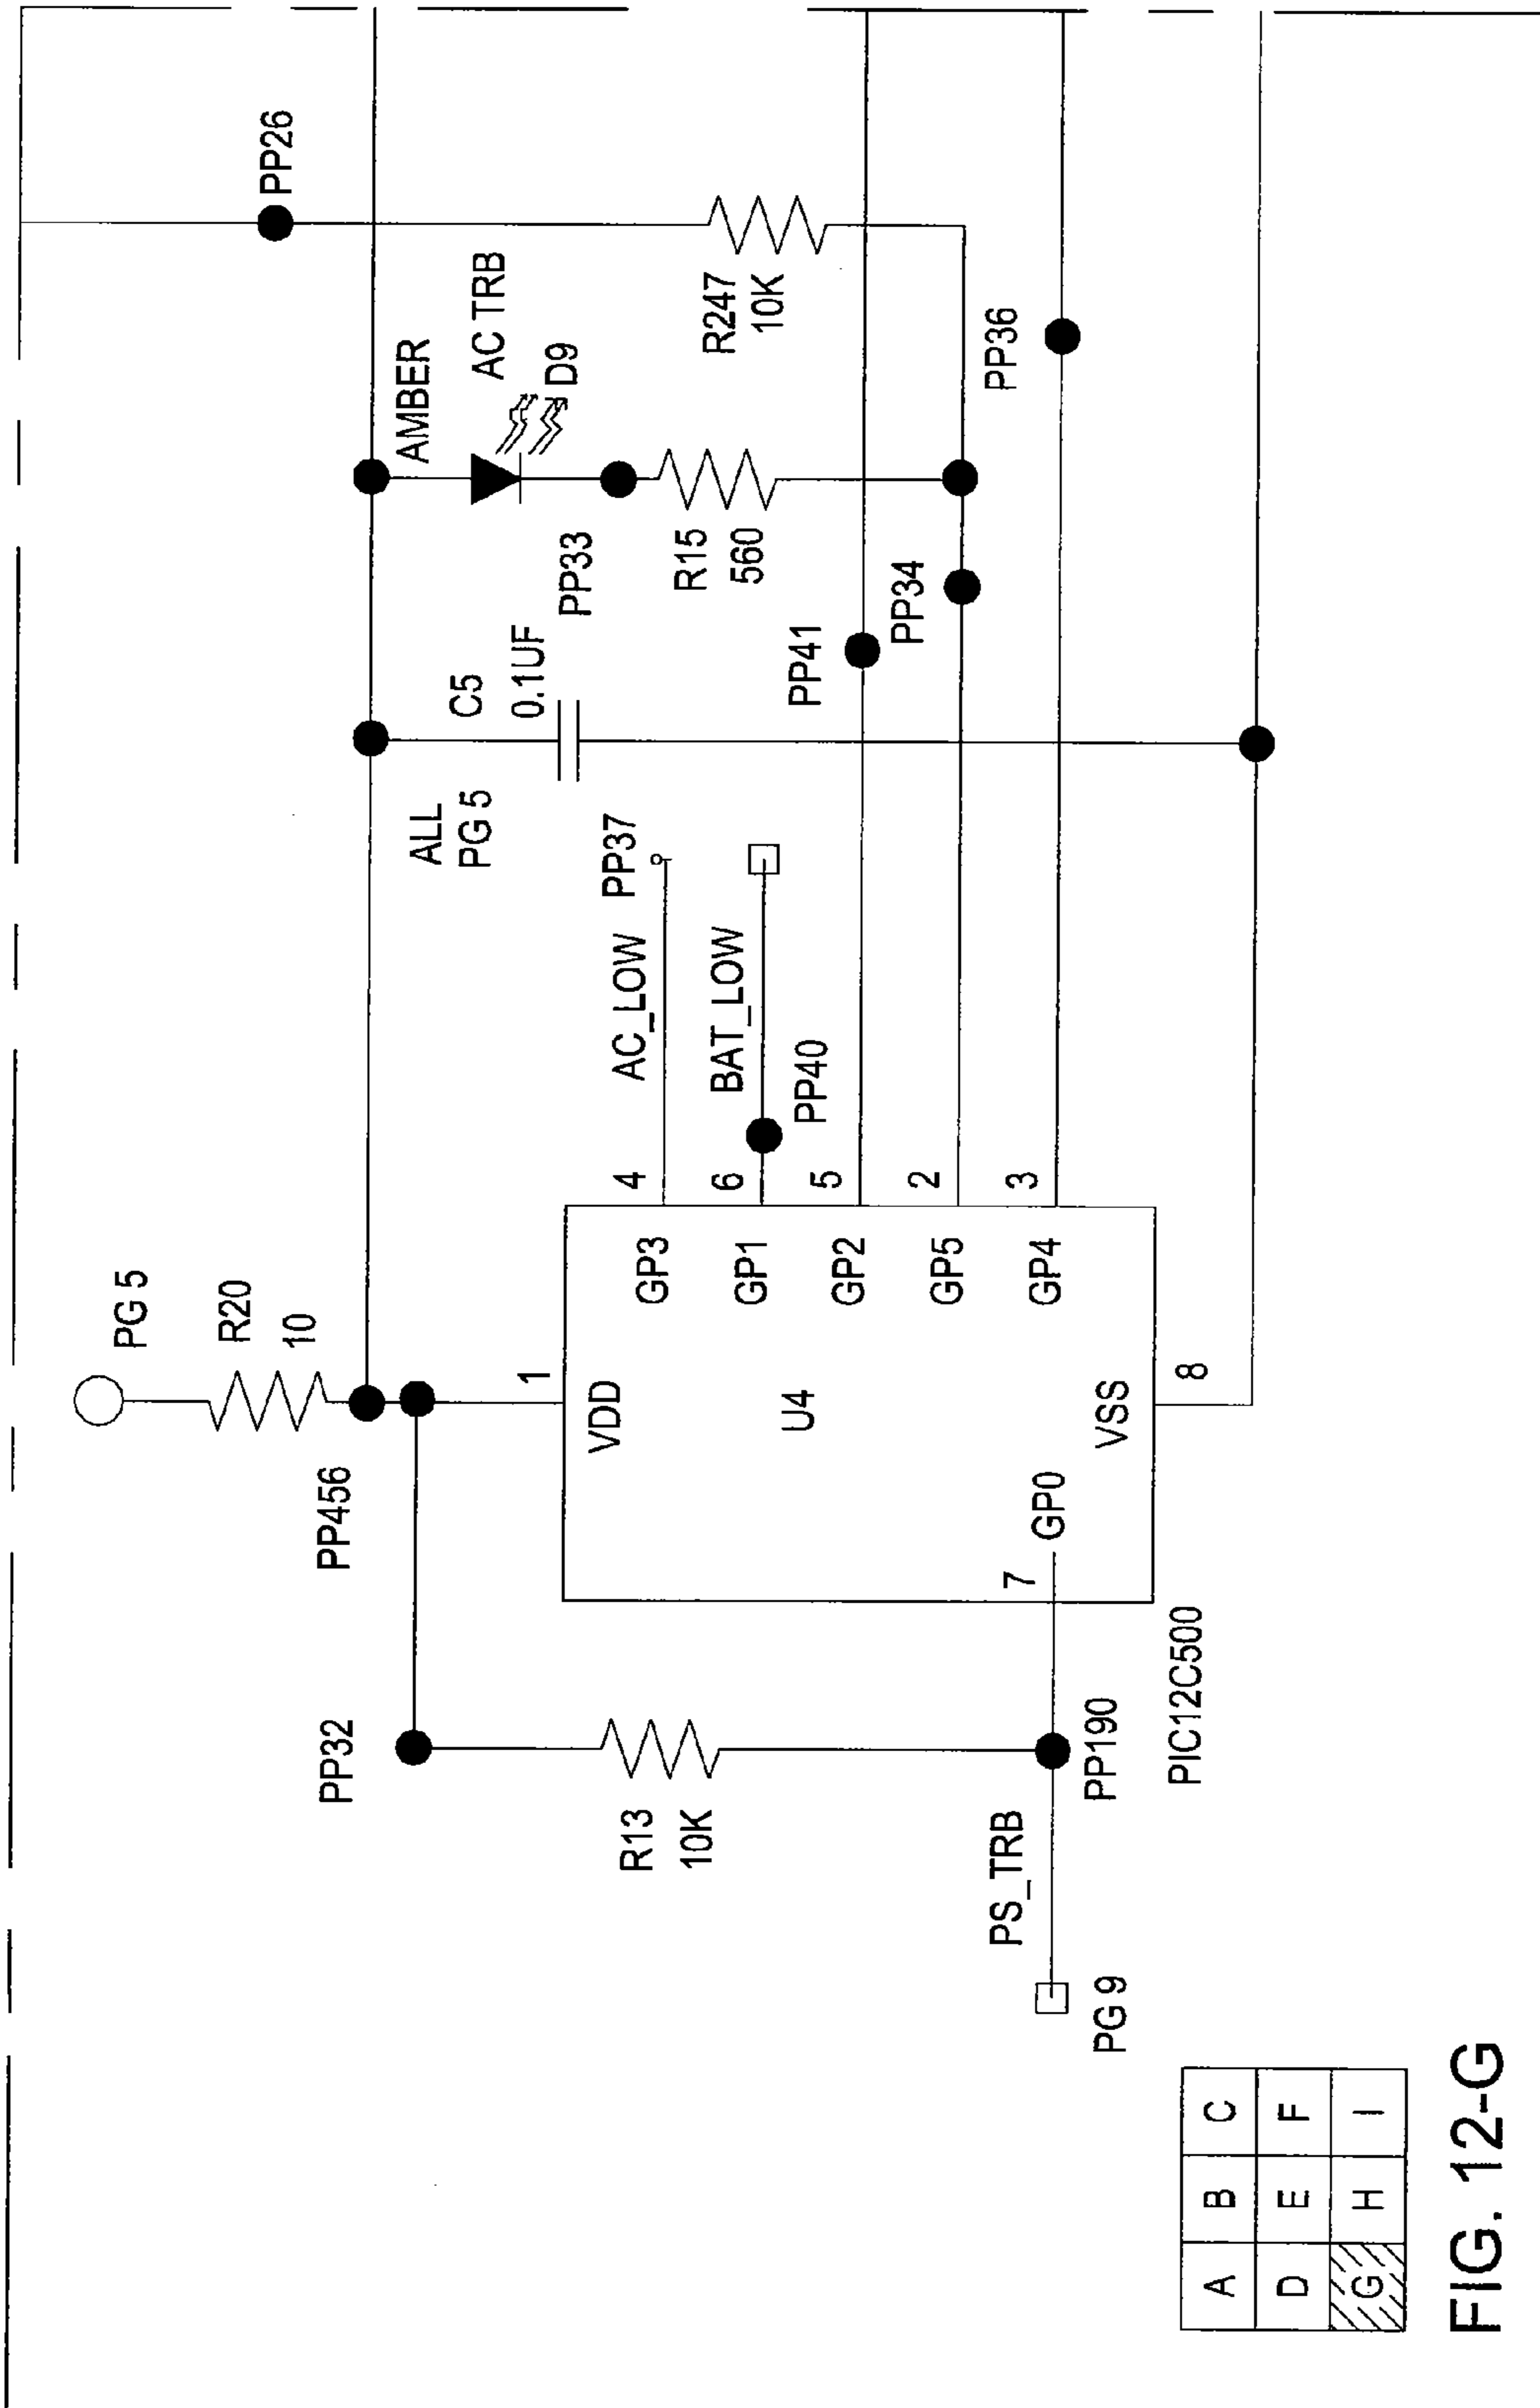 PG 5
R20
10
PP456
PP32
R13
10K
PS_TRB
PG 9
PP190
PIC12C500
1
VDD
U4
VSS
8
7
GP0
GP3
4
GP1
6
GP2
5
GP5
2
GP4
3
AC_LOW
PP37
BAT_LOW
PP40
ALL
PG 5
C5
0.1UF
AMBER
AC TRB
D9
PP33
R15
560
PP41
PP34
PP26
R247
10K
PP36
A B C
D E F
G H I
FIG. 12-G